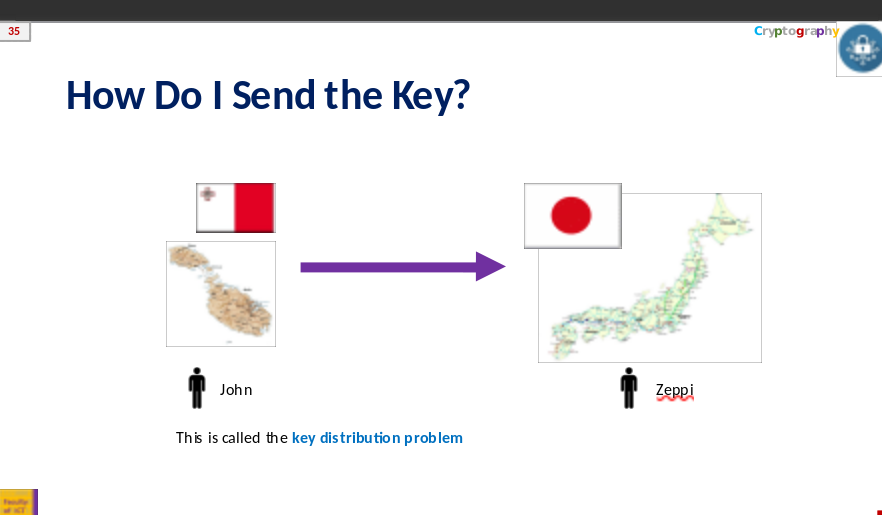 35
Cryptography
How Do I Send the Key?
John
Zeppi
This is called the key distribution problem
Faculty
of ICT